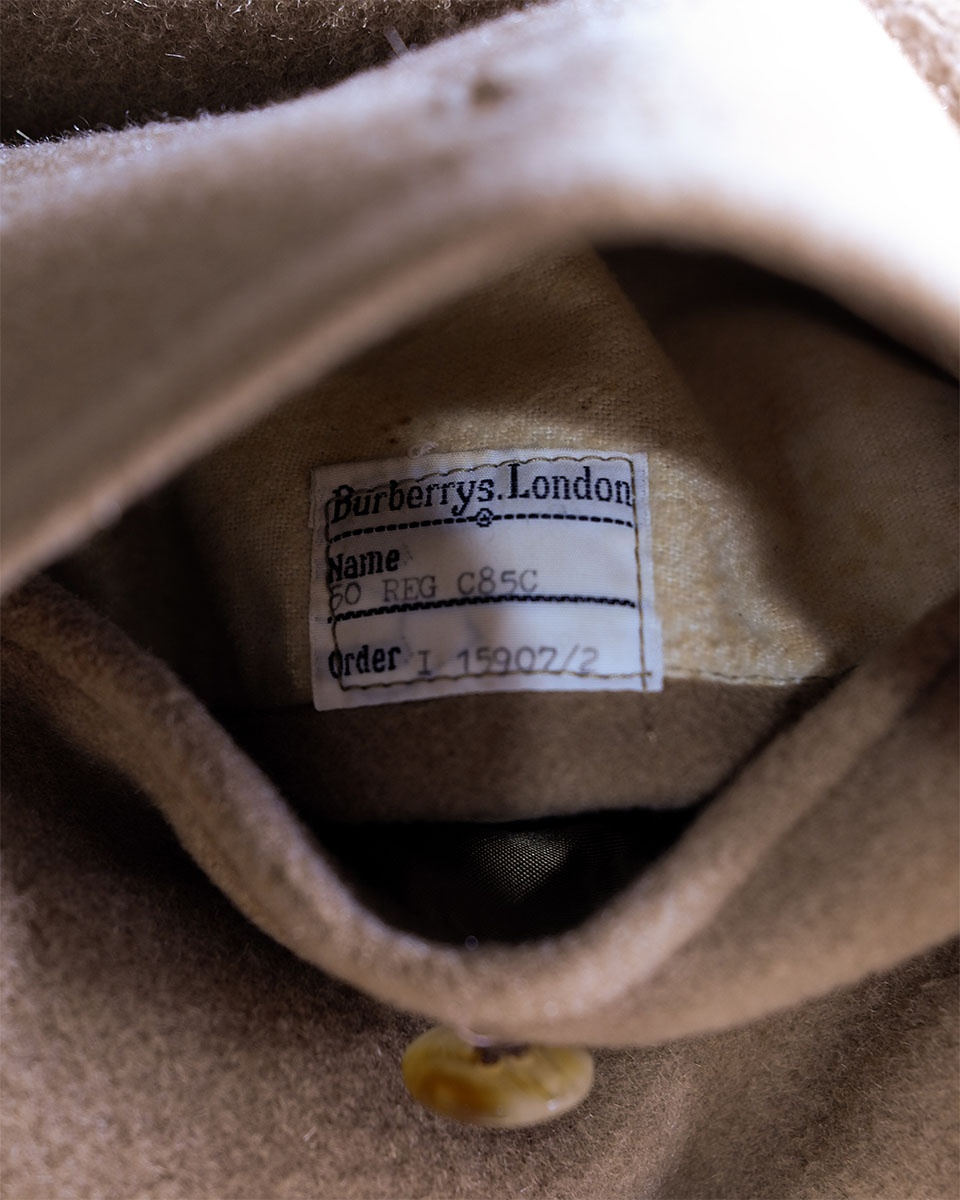 Burberrys. London
Name
50 REG C85C
Order I 15907/2